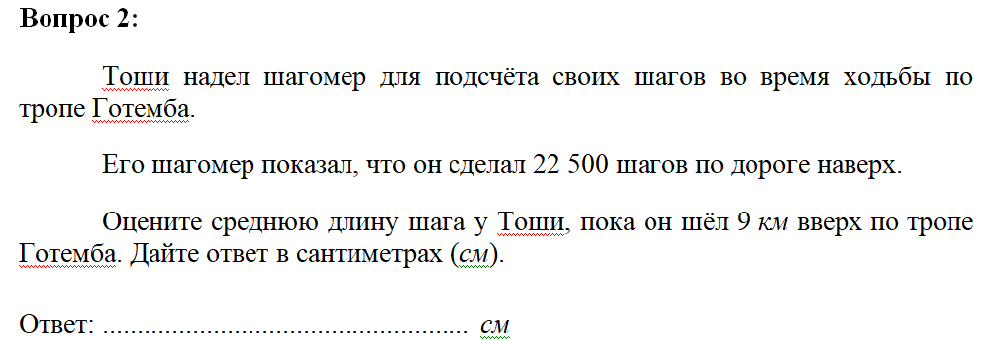 Вопрос 2:
Тоши надел шагомер для подсчёта своих шагов во время ходьбы по
тропе Готемба.
Его шагомер показал, что он сделал 22 500 шагов по дороге наверх.
Оцените среднюю длину шага у Тоши, пока он шёл 9 км вверх по тропе
Готемба. Дайте ответ в сантиметрах (см).
Ответ: ..................................................... см